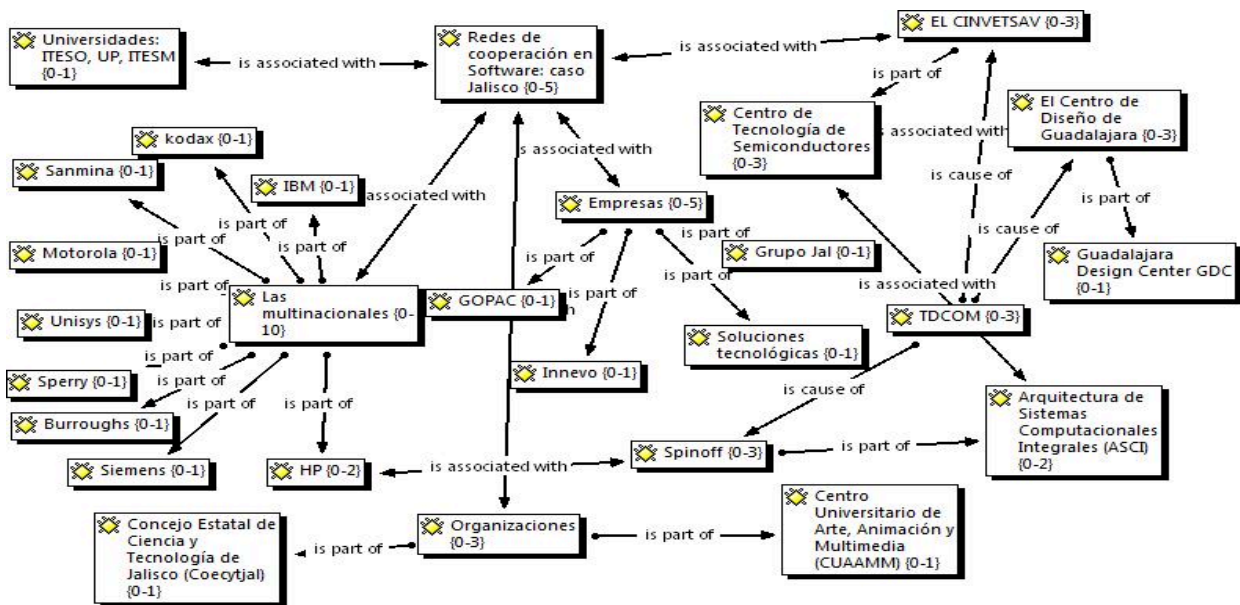 Universidades:
ITESO, UP, ITESM
{0-1}
is associated with
Redes de
cooperación en
Software: caso
Jalisco {0-5}
is associated with
EL CINVETSAV {0-3}
is part of
Centro de
Tecnología de
Semiconductores
{0-3}
El Centro de
Diseño de
Guadalajara {0-3}
is associated with
is cause of
is cause of
is part of
Guadalajara
Design Center GDC
{0-1}
kodax {0-1}
Sanmina {0-1}
IBM {0-1}
associated with
is associated with
Empresas {0-5}
is part of
is part of
is part of
Motorola {0-1}
is part of
is part of
is part of
is part of
is part of
Grupo Jal {0-1}
Las
multinacionales {0-
10}
GOPAC {0-1}
is associated with
TDCOM {0-3}
Unisys {0-1}
is part of
Soluciones
tecnológicas {0-1}
is part of
Innevo {0-1}
Sperry {0-1}
is part of
is part of
is part of
is cause of
Arquitectura de
Sistemas
Computacionales
Integrales (ASCI)
{0-2}
Burroughs {0-1}
Siemens {0-1}
HP {0-2}
is associated with
Spinoff {0-3}
is part of
Concejo Estatal de
Ciencia y
Tecnología de
Jalisco (Coecytjal)
{0-1}
is part of
Organizaciones
{0-3}
is part of
Centro
Universitario de
Arte, Animación y
Multimedia
(CUAAMM) {0-1}